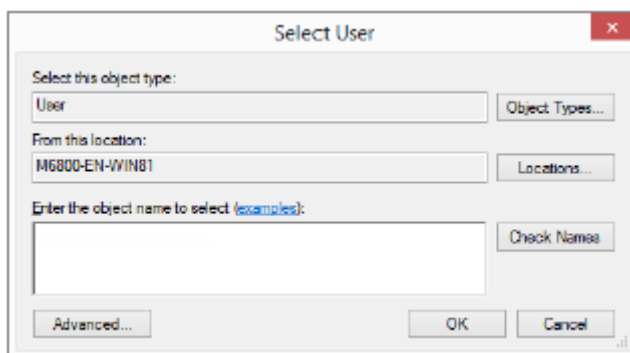 Select User
Select this object type:
User
Object Types...
From this location:
M6800-EN-WIN81
Locations...
Enter the object name to select (examples):
Check Names
Advanced...
OK
Cancel